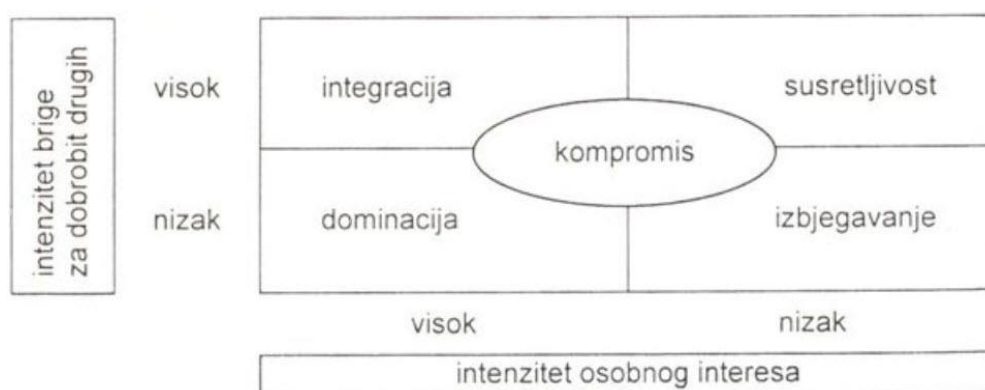 intenzitet brige
za dobrobit drugih
visok
integracija
susretljivost
kompromis
nizak
dominacija
izbjegavanje
visok
nizak
intenzitet osobnog interesa